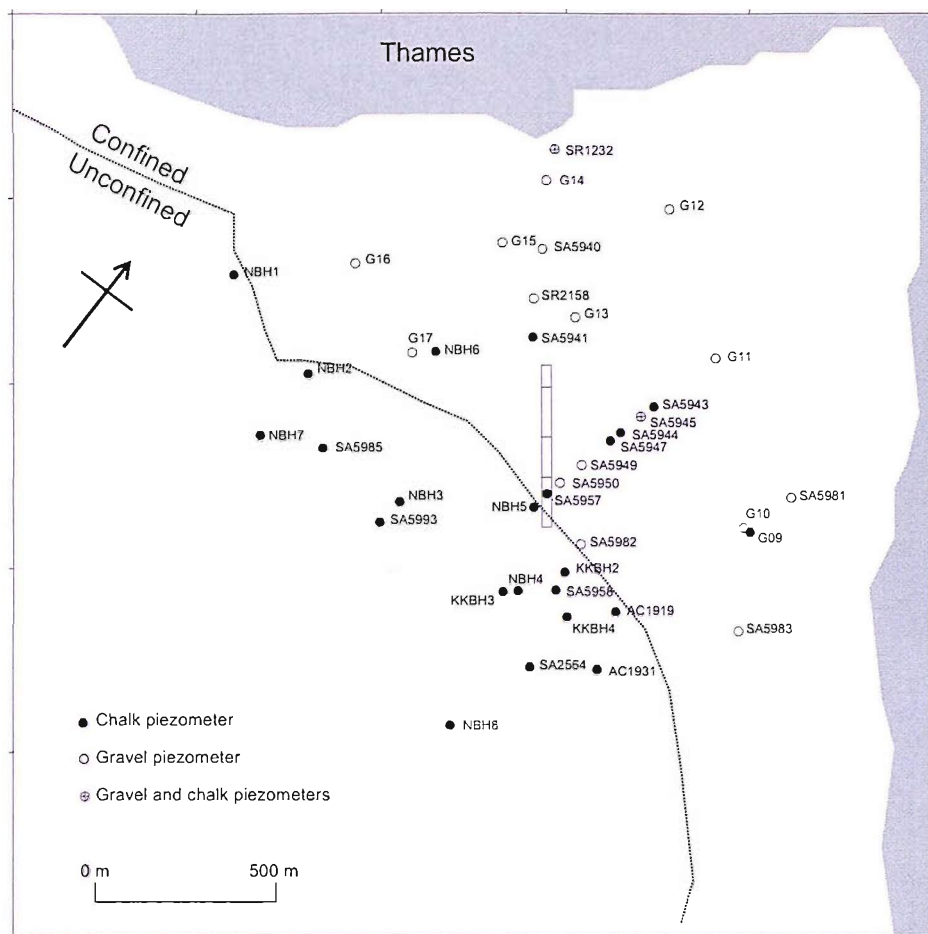 Thames
Confined
Unconfined
SR1232
G14
G12
G15
SA5940
G16
NBH1
SR2158
G13
SA5941
G17
NBH6
G11
NBH2
SA5943
SA5945
SA5944
SA5947
NBH7
SA5985
SA5949
SA5950
SA5981
NBH3
SA5957
NBH5
SA5993
G10
G09
SA5982
KKBH2
NBH4
SA5956
KKBH3
AC1919
KKBH4
SA5983
SA2564
AC1931
NBH8
Chalk piezometer
Gravel piezometer
Gravel and chalk piezometers
0 m 500 m